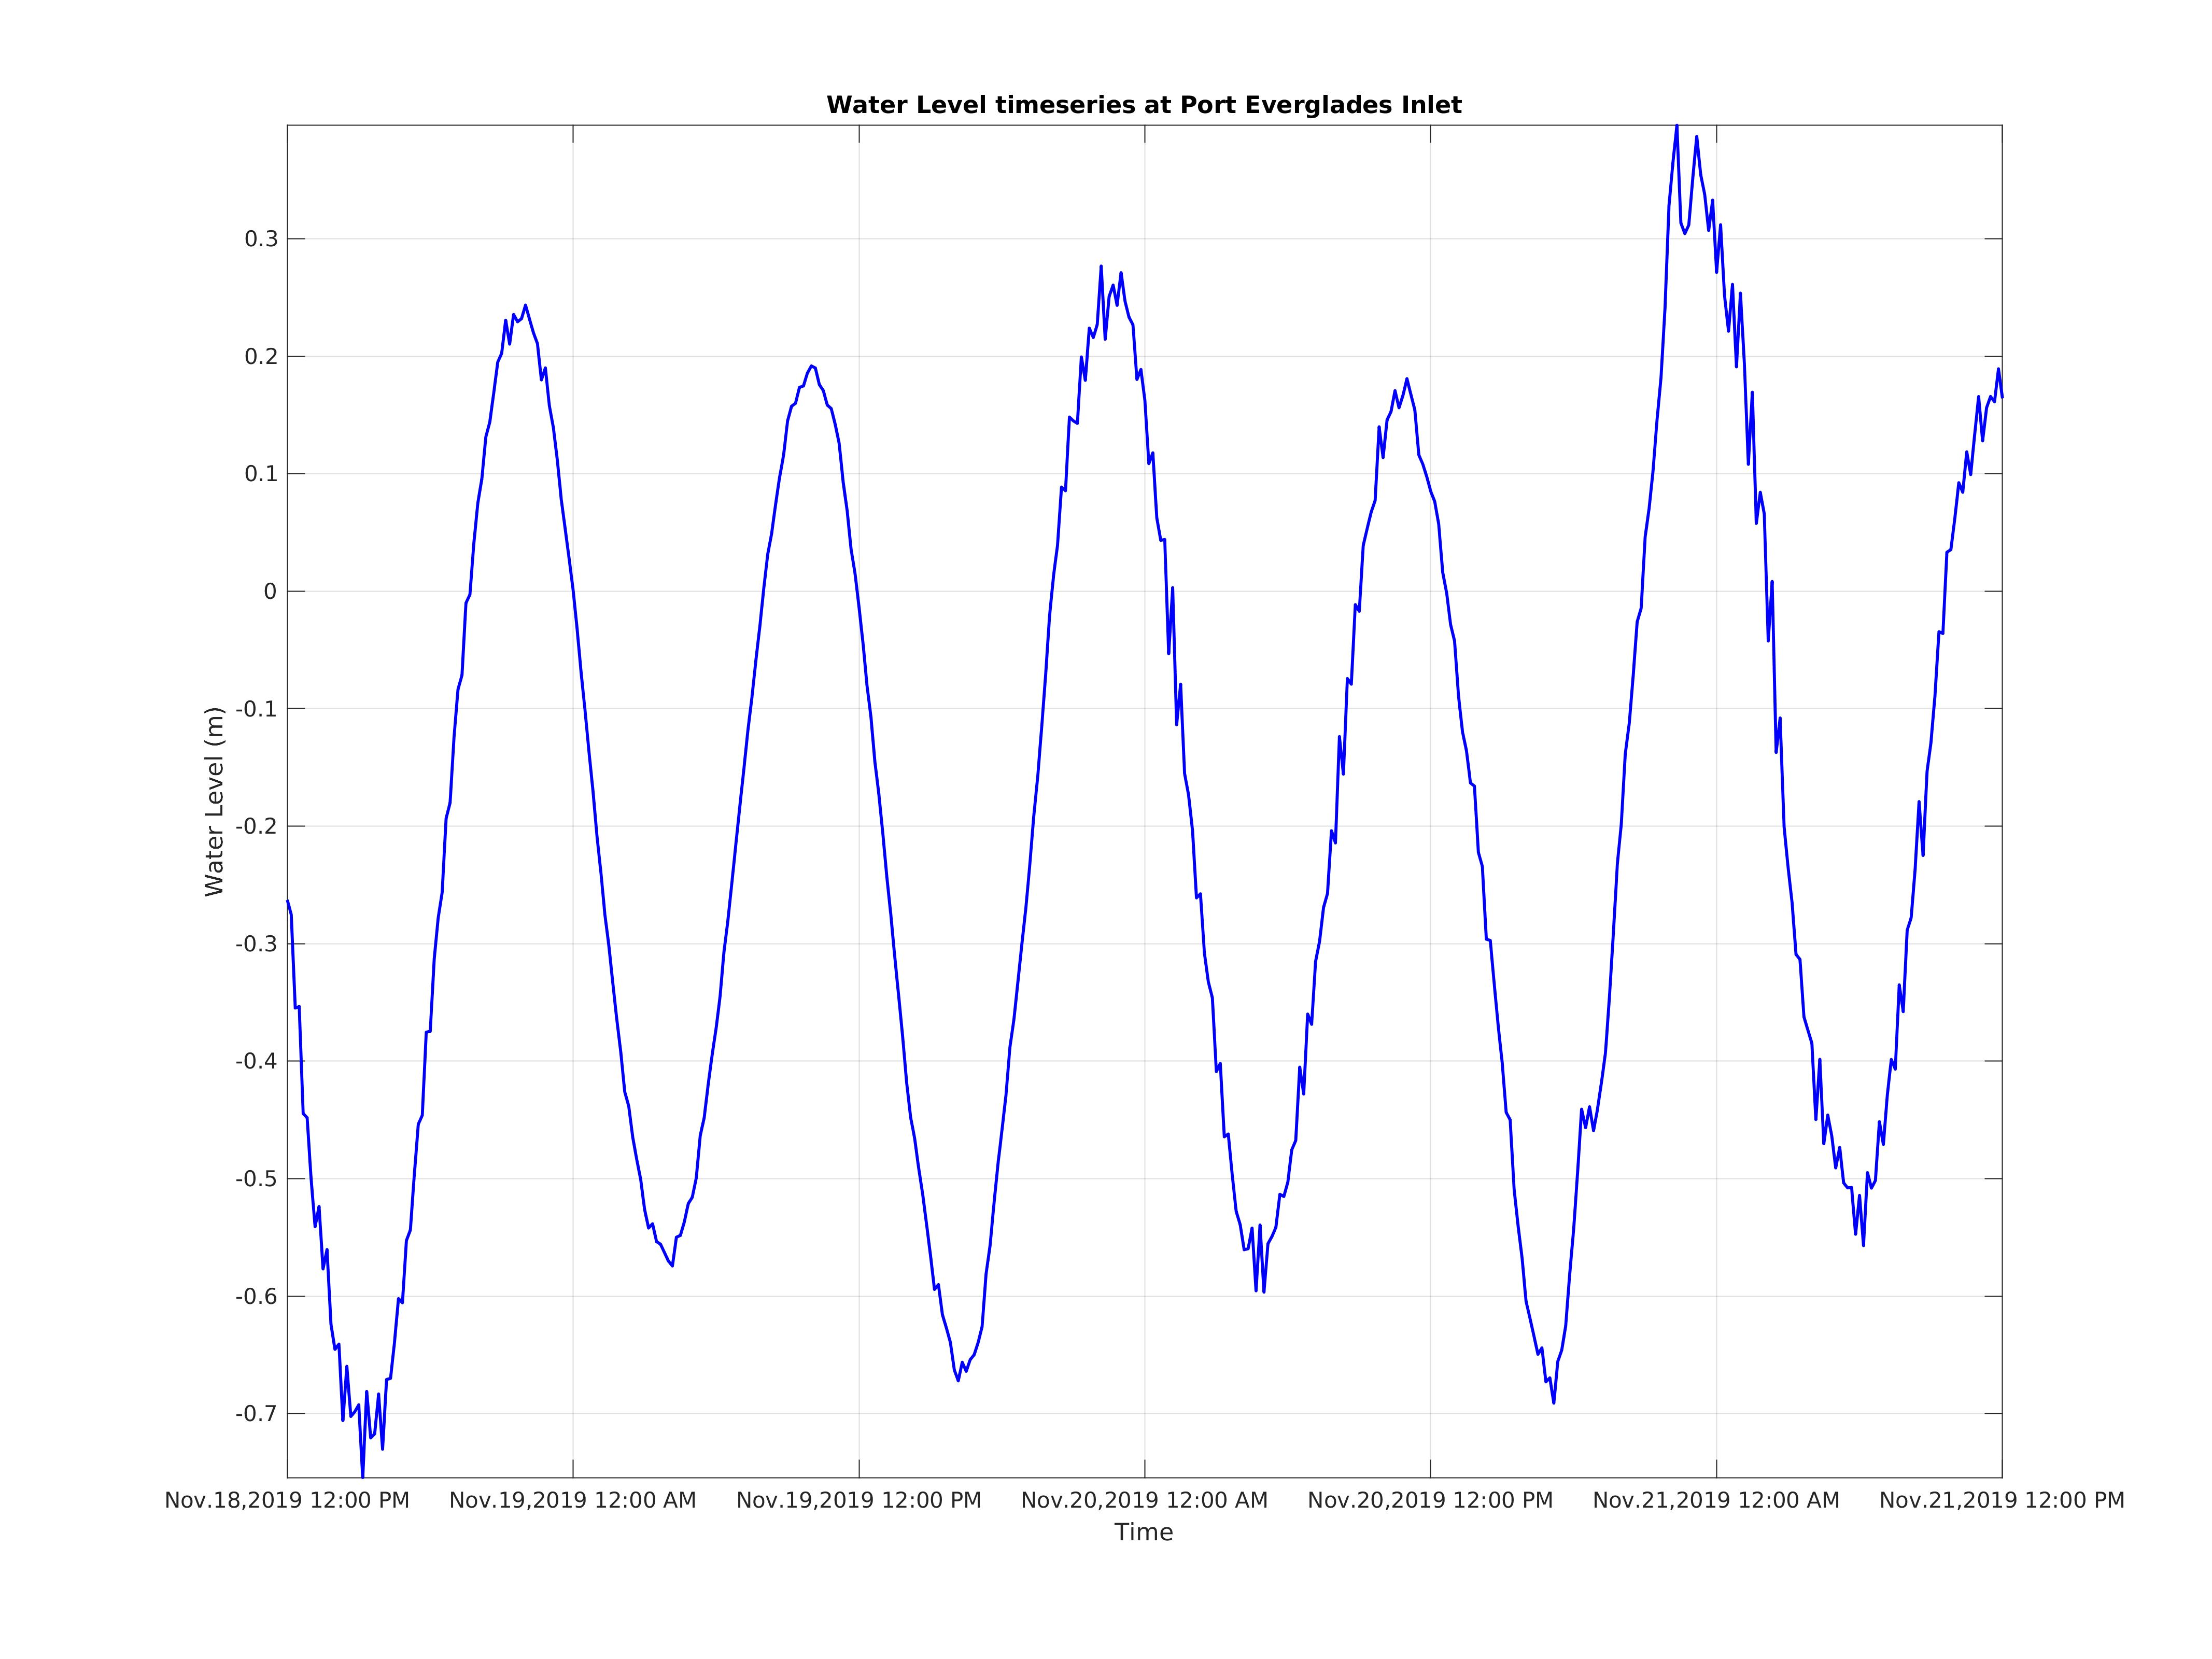 Water Level timeseries at Port Everglades Inlet
0.3
0.2
0.1
0
-0.1
-0.2
-0.3
-0.4
-0.5
-0.6
-0.7
Water Level (m)
Nov.18,2019 12:00 PM Nov.19,2019 12:00 AM Nov.19,2019 12:00 PM Nov.20,2019 12:00 AM Nov.20,2019 12:00 PM Nov.21,2019 12:00 AM Nov.21,2019 12:00 PM
Time